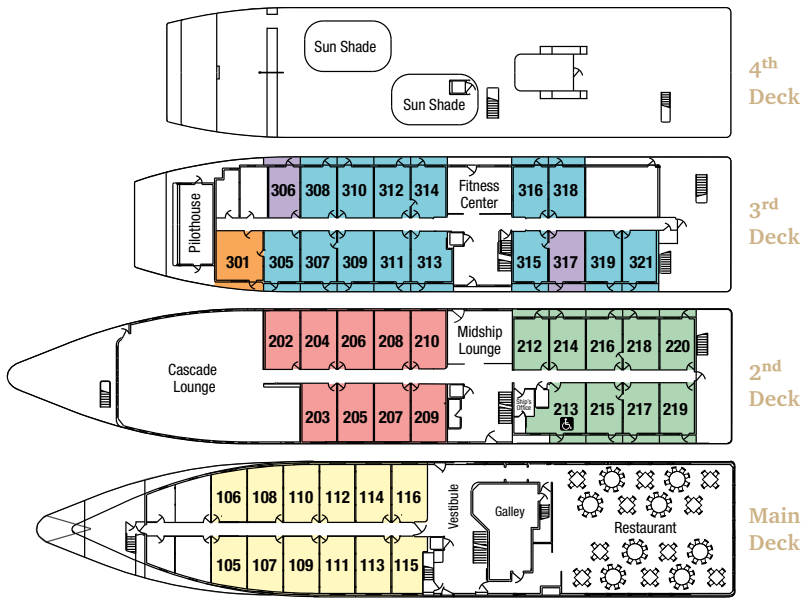 Sun Shade
Sun Shade
4th
Deck
306 308 310 312 314 Fitness
Center 316 318
Pilothouse
301 305 307 309 311 313 315 317 319 321
3rd
Deck
202 204 206 208 210 Midship
Lounge 212 214 216 218 220
Cascade
Lounge
203 205 207 209 Ship's
Office 213 215 217 219
2nd
Deck
106 108 110 112 114 116
Vestibule
Galley
Restaurant
105 107 109 111 113 115
Main
Deck